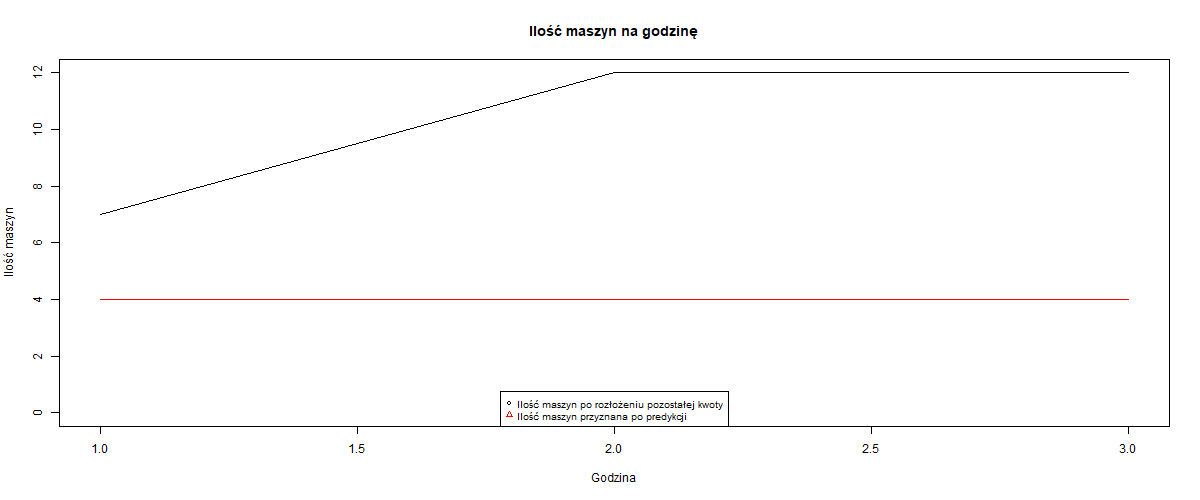 Ilość maszyn na godzinę
Ilość maszyn
12
10
8
6
4
2
0
Ilość maszyn po rozłożeniu pozostałej kwoty
Ilość maszyn przyznana po predykcji
1.0 1.5 2.0 2.5 3.0
Godzina